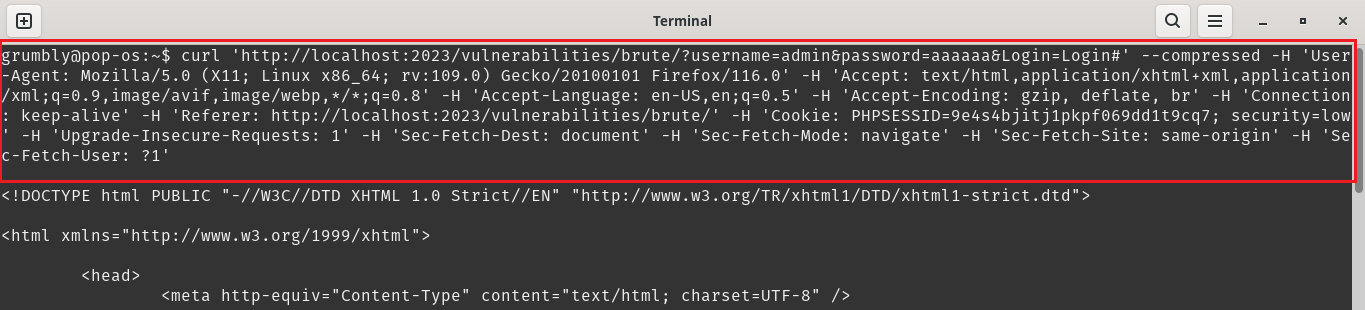 Terminal
grumbly@pop-os:~$ curl 'http://localhost:2023/vulnerabilities/brute/?username=admin&password=aaaaaa&Login=Login#' --compressed -H 'User
-Agent: Mozilla/5.0 (X11; Linux x86_64; rv:109.0) Gecko/20100101 Firefox/116.0' -H 'Accept: text/html,application/xhtml+xml,application
/xml;q=0.9,image/avif,image/webp,*/*;q=0.8' -H 'Accept-Language: en-US,en;q=0.5' -H 'Accept-Encoding: gzip, deflate, br' -H 'Connection
: keep-alive' -H 'Referer: http://localhost:2023/vulnerabilities/brute/' -H 'Cookie: PHPSESSID=9e4s4bjitj1pkpf069dd1t9cq7; security=low
' -H 'Upgrade-Insecure-Requests: 1' -H 'Sec-Fetch-Dest: document' -H 'Sec-Fetch-Mode: navigate' -H 'Sec-Fetch-Site: same-origin' -H 'Se
c-Fetch-User: ?1'
<!DOCTYPE html PUBLIC "-//W3C//DTD XHTML 1.0 Strict//EN" "http://www.w3.org/TR/xhtml1/DTD/xhtml1-strict.dtd">
<html xmlns="http://www.w3.org/1999/xhtml">
<head>
<meta http-equiv="Content-Type" content="text/html; charset=UTF-8" />